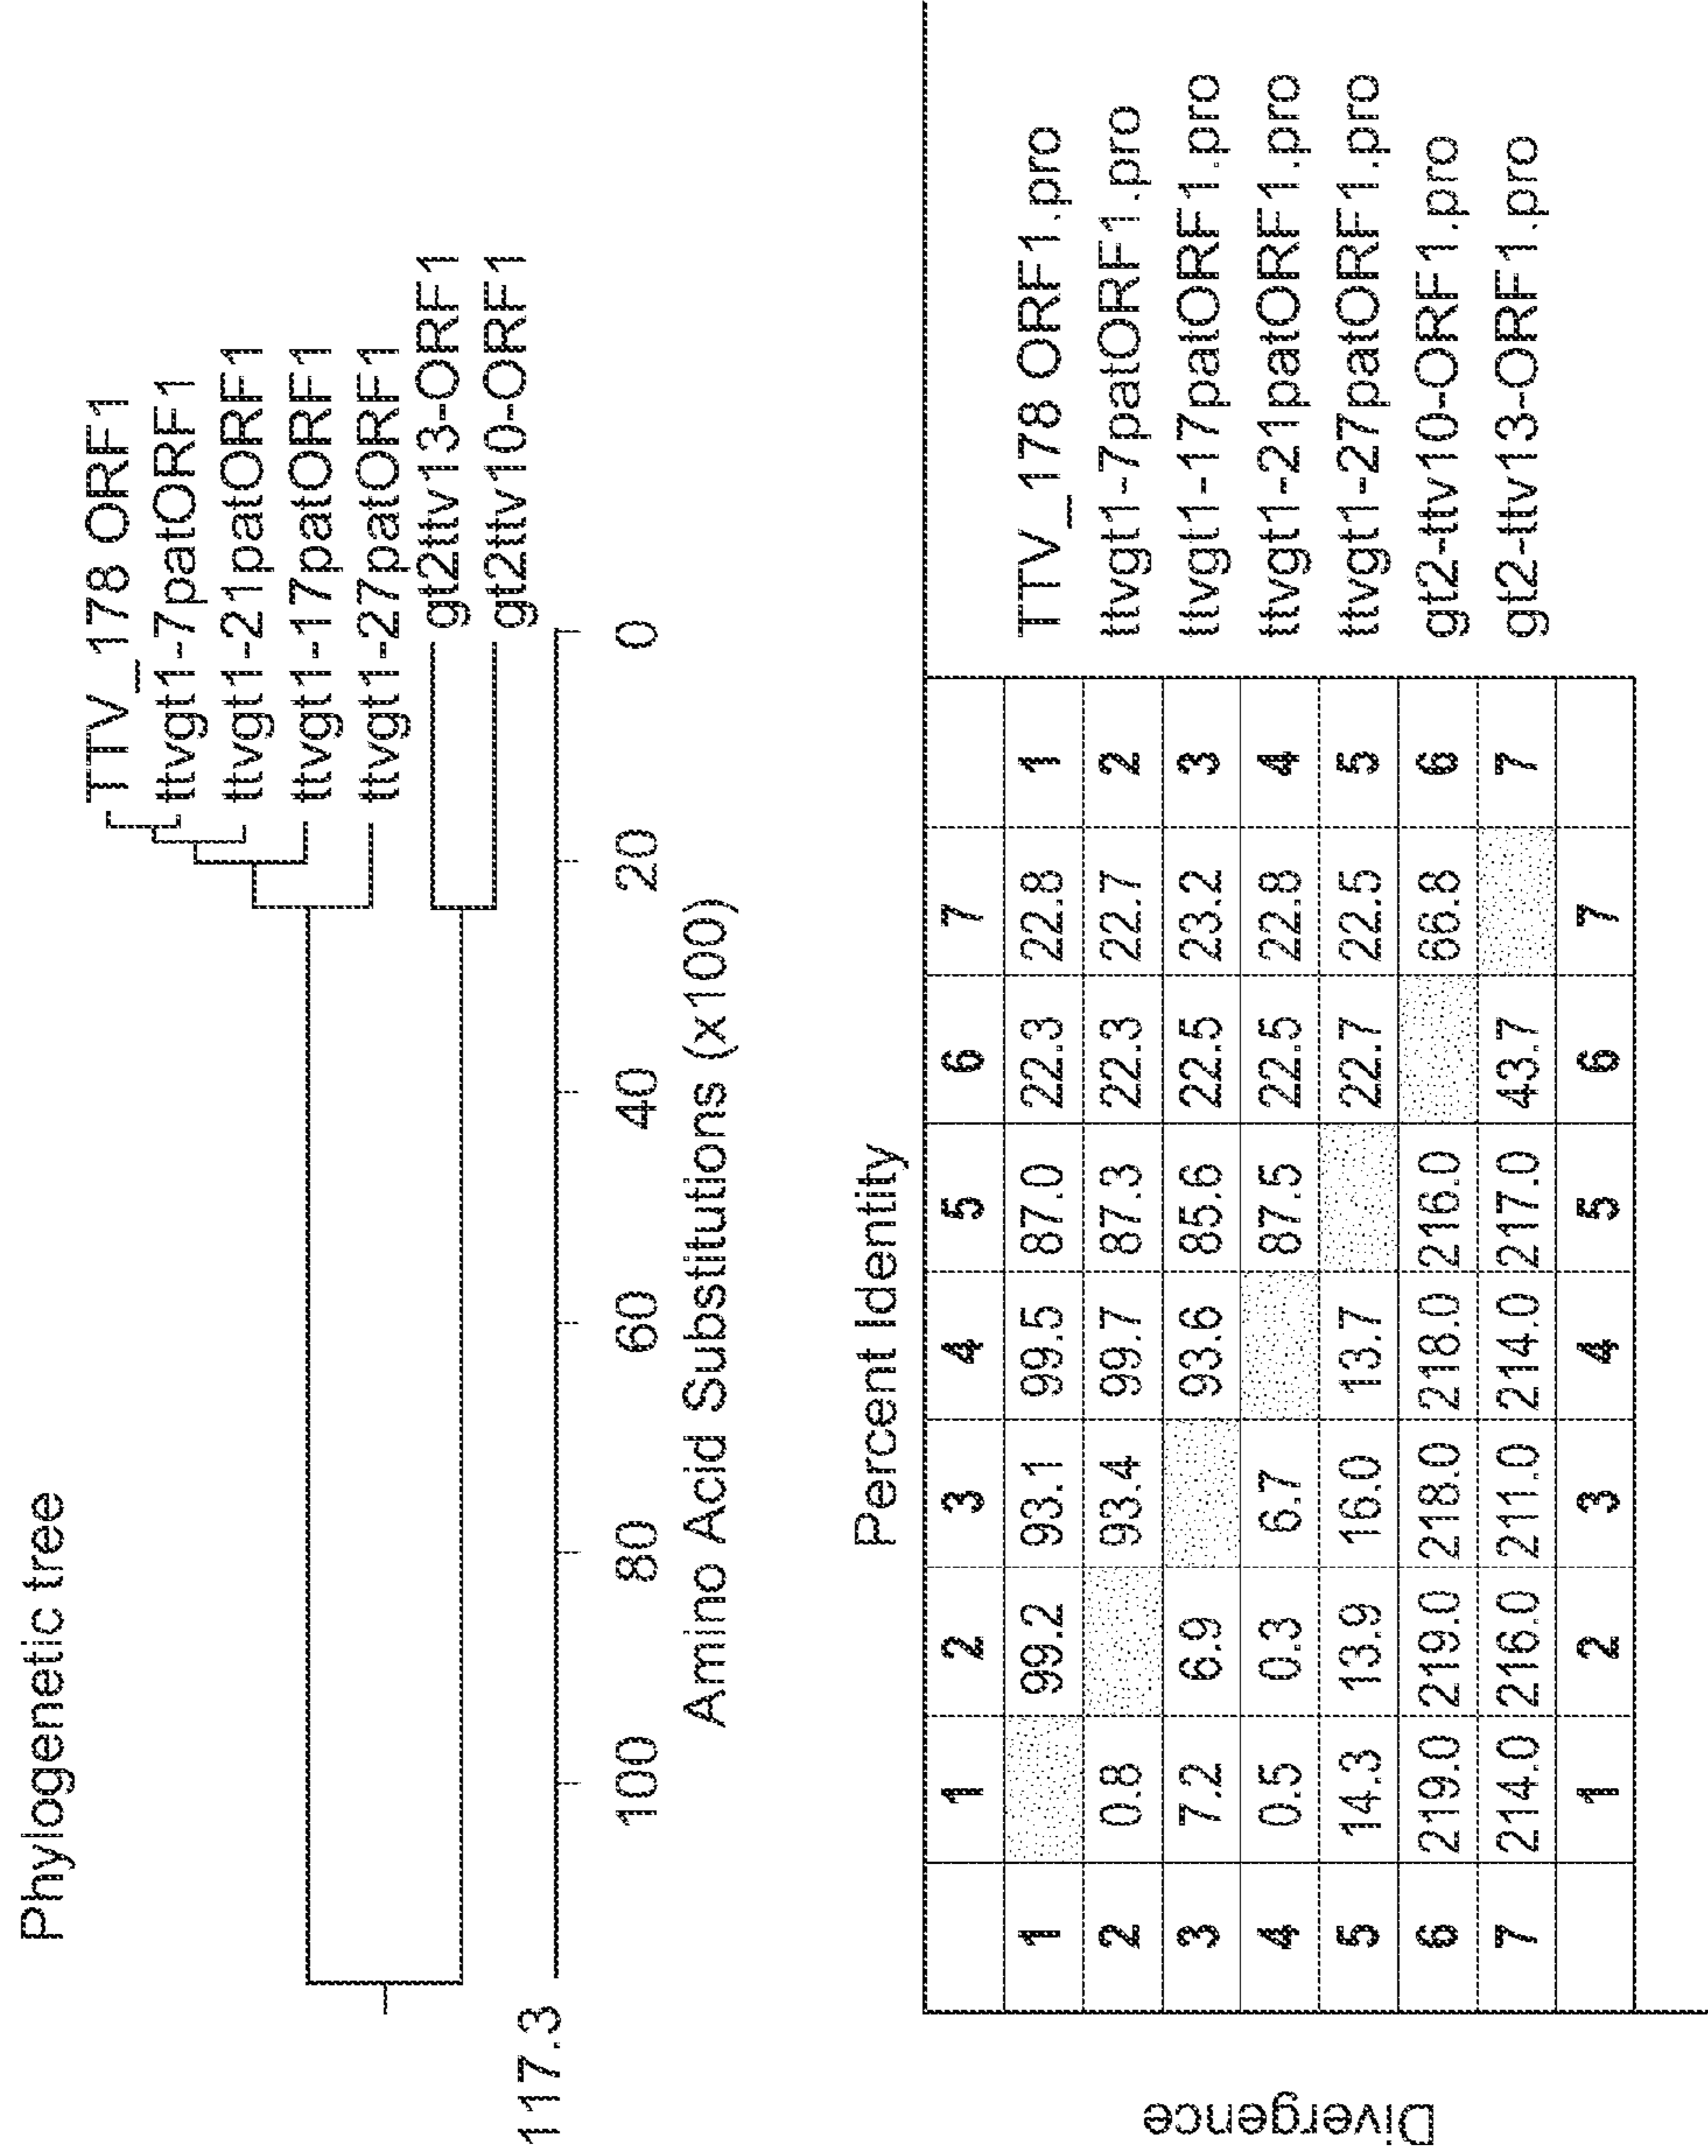 Phylogenetic tree
TTV_178 ORF1
ttvgt1-7patORF1
ttvgt1-21patORF1
ttvgt1-17patORF1
ttvgt1-27patORF1
gt2ttv13-ORF1
gt2ttv10-ORF1
117.3
100 80 60 40 20 0
Amino Acid Substitutions (x100)
Percent Identity
Divergence
1 2 3 4 5 6 7
1 99.2 93.1 99.5 87.0 22.3 22.8 1 TTV_178 ORF1.pro
2 0.8 93.4 99.7 87.3 22.3 22.7 2 ttvgt1-7patORF1.pro
3 7.2 6.9 93.6 85.6 22.5 23.2 3 ttvgt1-17patORF1.pro
4 0.5 0.3 6.7 87.5 22.5 22.8 4 ttvgt1-21patORF1.pro
5 14.3 13.9 16.0 13.7 22.7 22.5 5 ttvgt1-27patORF1.pro
6 219.0 219.0 218.0 218.0 216.0 66.8 6 gt2-ttv10-ORF1.pro
7 214.0 216.0 211.0 214.0 217.0 43.7 7 gt2-ttv13-ORF1.pro
1 2 3 4 5 6 7